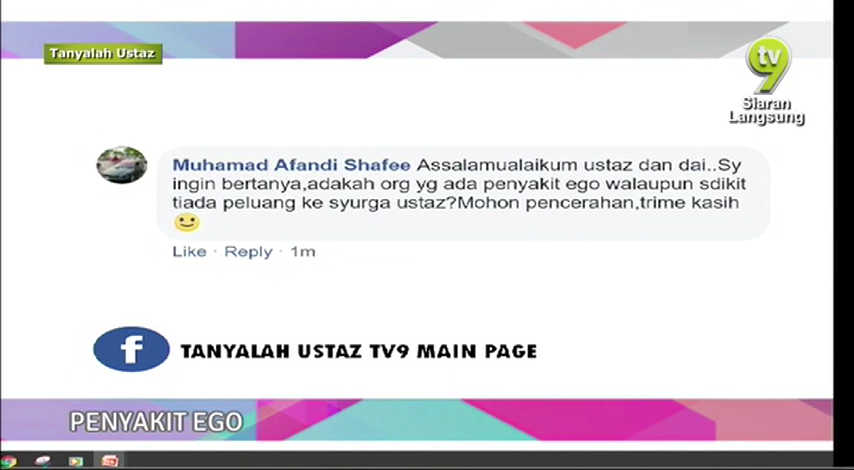 Tanyalah Ustaz
tv
9
Siaran
Langsung
Muhamad Afandi Shafee Assalamualaikum ustaz dan dai..Sy
ingin bertanya,adakah org yg ada penyakit ego walaupun sdikit
tiada peluang ke syurga ustaz?Mohon pencerahan,trime kasih
Like · Reply · 1m
f
TANYALAH USTAZ TV9 MAIN PAGE
PENYAKIT EGO